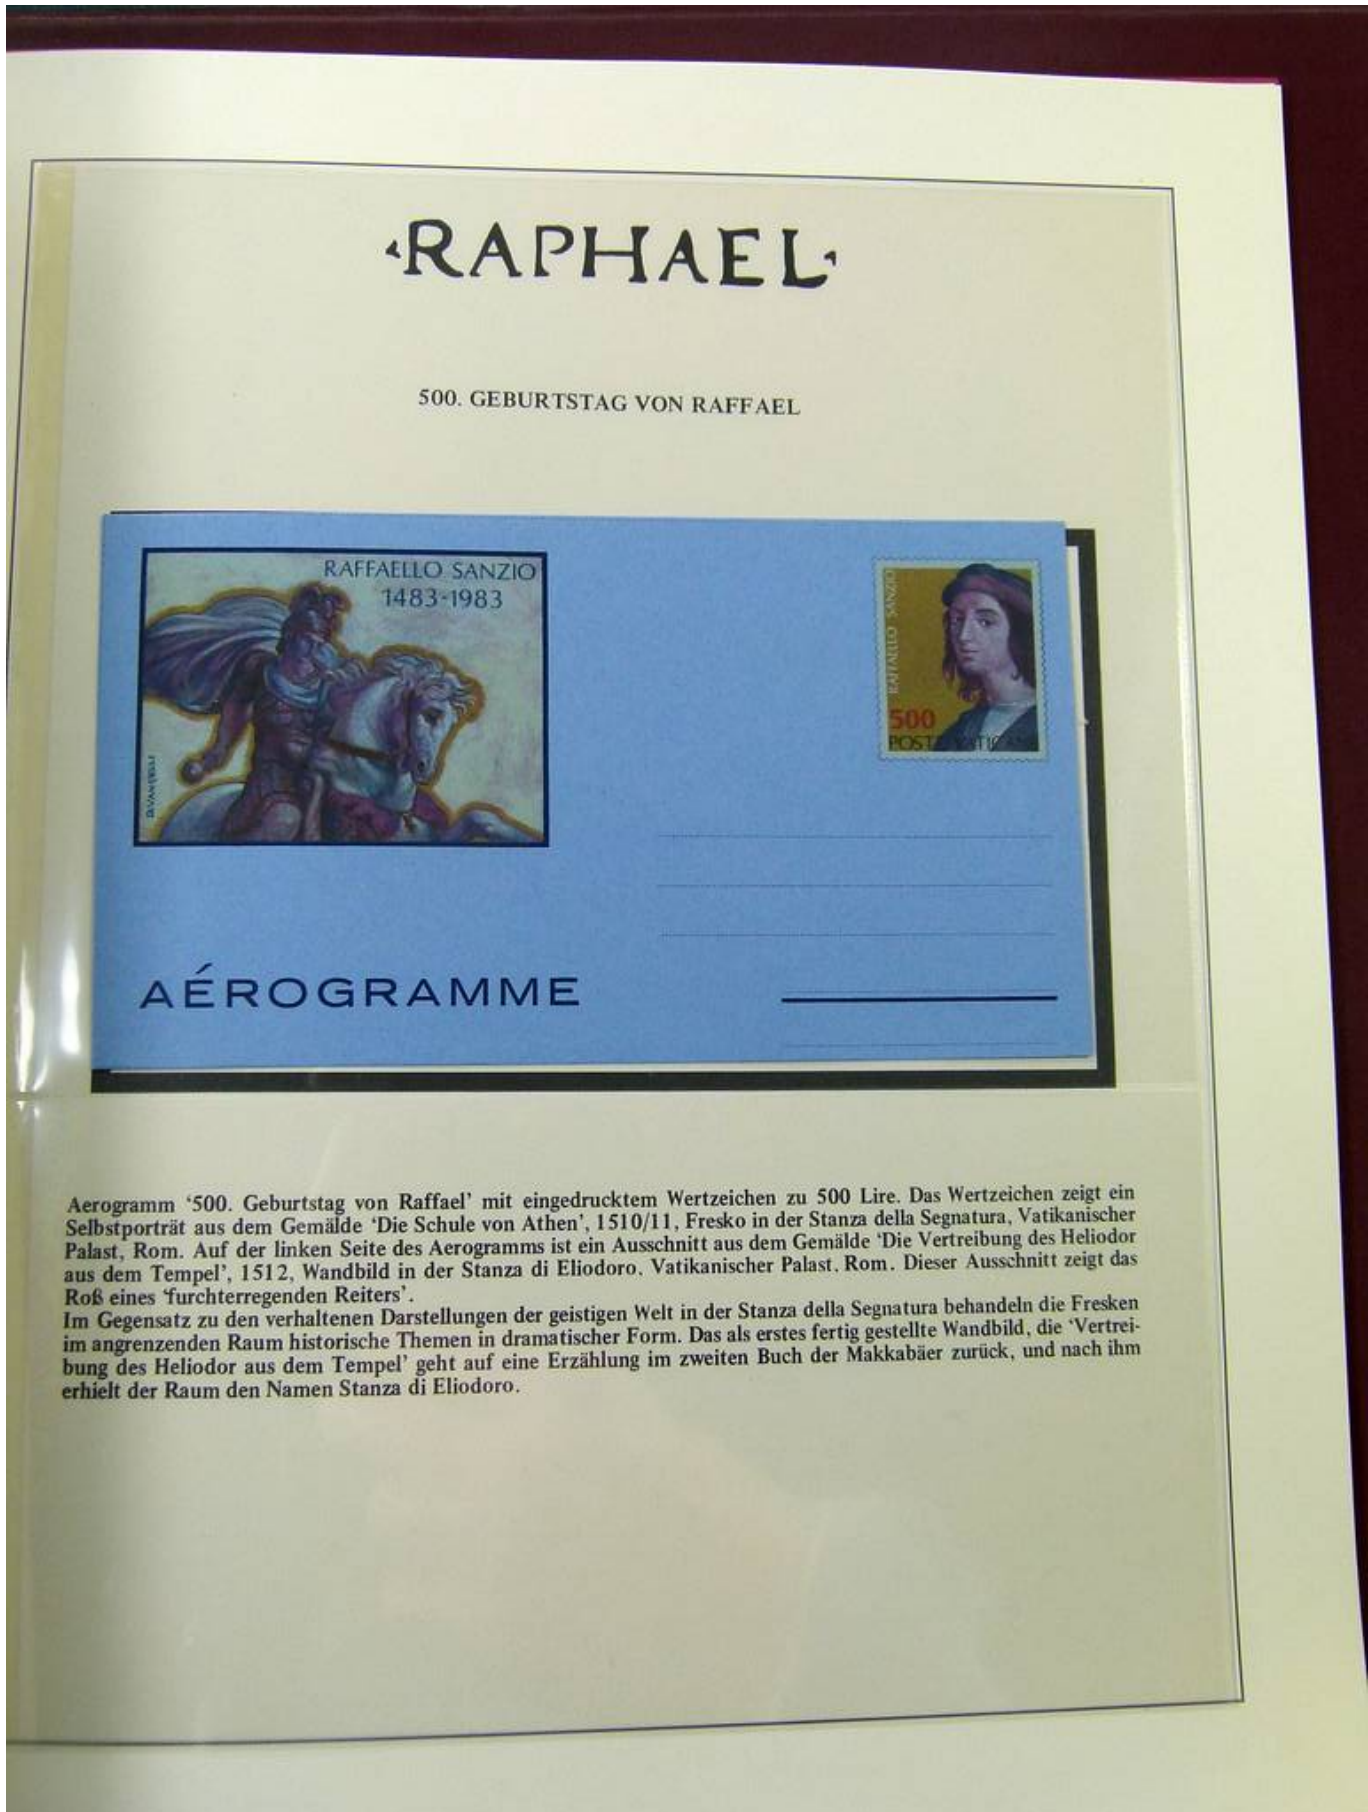 RAPHAEL
500. GEBURTSTAG VON RAFFAEL
RAFFAELLO SANZIO
1483-1983
RAFFAELLO SANZIO
500
POSTE VATICANE
AÉROGRAMME
Aerogramm ‘500. Geburtstag von Raffael’ mit eingedrucktem Wertzeichen zu 500 Lire. Das Wertzeichen zeigt ein
Selbstporträt aus dem Gemälde ‘Die Schule von Athen’, 1510/11, Fresko in der Stanza della Segnatura, Vatikanischer
Palast, Rom. Auf der linken Seite des Aerogramms ist ein Ausschnitt aus dem Gemälde ‘Die Vertreibung des Heliodor
aus dem Tempel’, 1512, Wandbild in der Stanza di Eliodoro. Vatikanischer Palast. Rom. Dieser Ausschnitt zeigt das
Roß eines ‘furchterregenden Reiters’.
Im Gegensatz zu den verhaltenen Darstellungen der geistigen Welt in der Stanza della Segnatura behandeln die Fresken
im angrenzenden Raum historische Themen in dramatischer Form. Das als erstes fertig gestellte Wandbild, die ‘Vertrei-
bung des Heliodor aus dem Tempel’ geht auf eine Erzählung im zweiten Buch der Makkabäer zurück, und nach ihm
erhielt der Raum den Namen Stanza di Eliodoro.